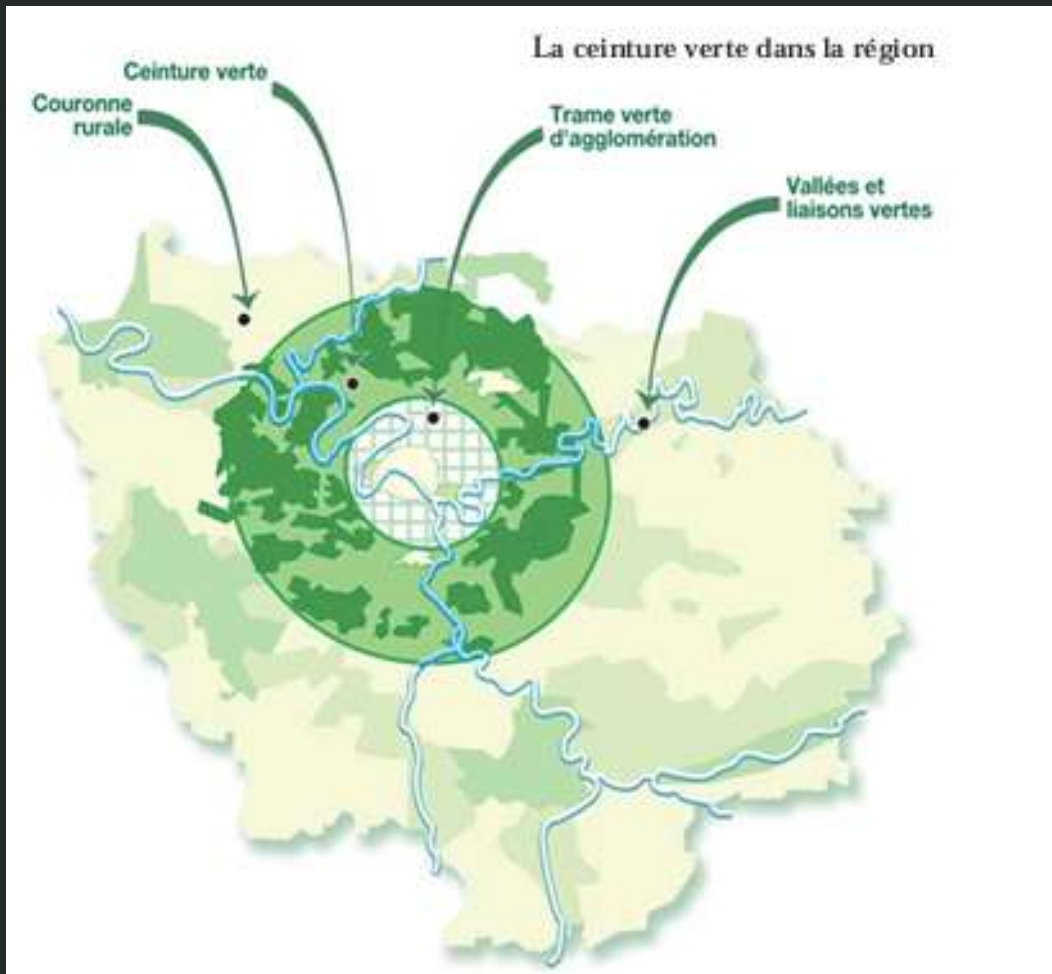 La ceinture verte dans la région
Ceinture verte
Couronne
rurale
Trame verte
d'agglomération
Vallées et
liaisons vertes